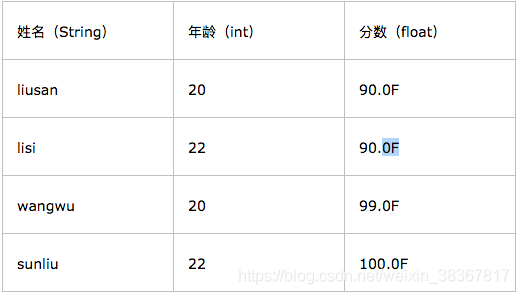 姓名（String） 年龄（int） 分数（float）
liusan 20 90.0F
lisi 22 90.0F
wangwu 20 99.0F
sunliu 22 100.0F
https://blog.csdn.net/weixin_38367817